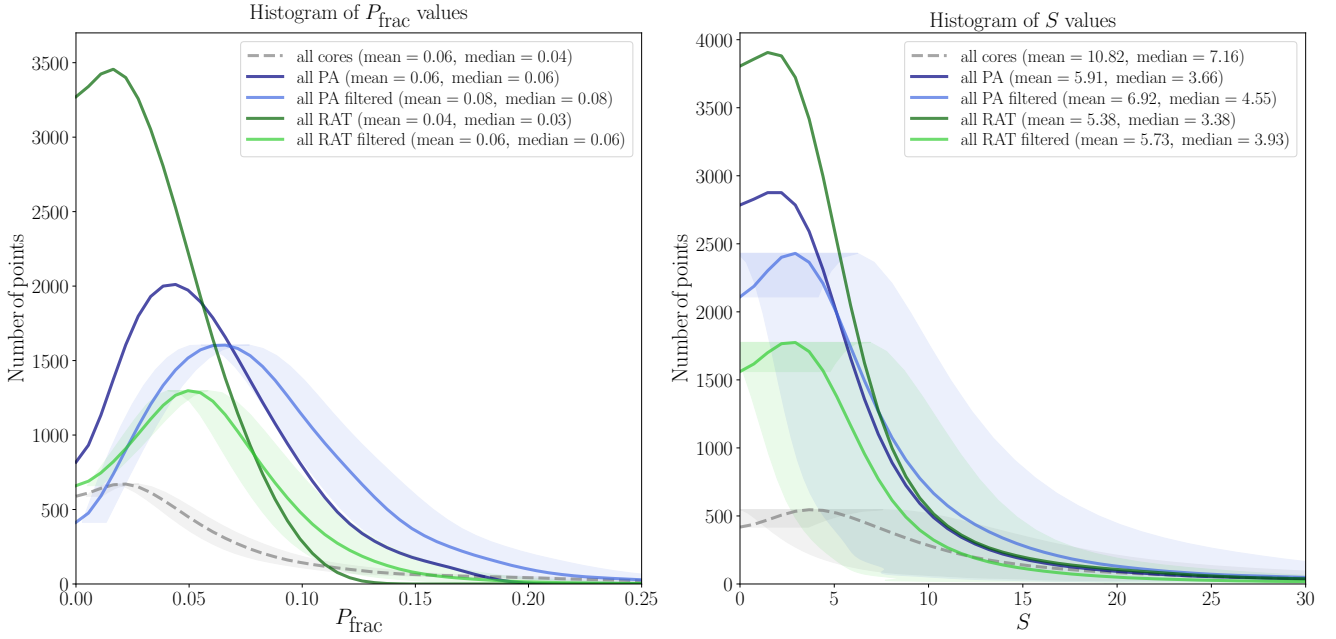 Histogram of P_frac values
all cores (mean = 0.06, median = 0.04)
all PA (mean = 0.06, median = 0.06)
all PA filtered (mean = 0.08, median = 0.08)
all RAT (mean = 0.04, median = 0.03)
all RAT filtered (mean = 0.06, median = 0.06)
Number of points
3500
3000
2500
2000
1500
1000
500
0
0.00 0.05 0.10 0.15 0.20 0.25
P_frac
Histogram of S values
all cores (mean = 10.82, median = 7.16)
all PA (mean = 5.91, median = 3.66)
all PA filtered (mean = 6.92, median = 4.55)
all RAT (mean = 5.38, median = 3.38)
all RAT filtered (mean = 5.73, median = 3.93)
Number of points
4000
3500
3000
2500
2000
1500
1000
500
0
0 5 10 15 20 25 30
S